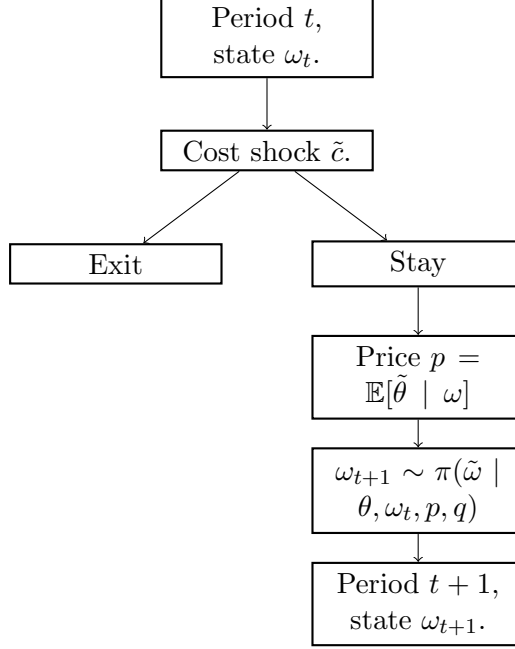 Period t,
state ω_t.
Cost shock c̃.
Exit
Stay
Price p =
𝔼[θ̃ | ω]
ω_{t+1} ∼ π(ω̃ |
θ, ω_t, p, q)
Period t + 1,
state ω_{t+1}.